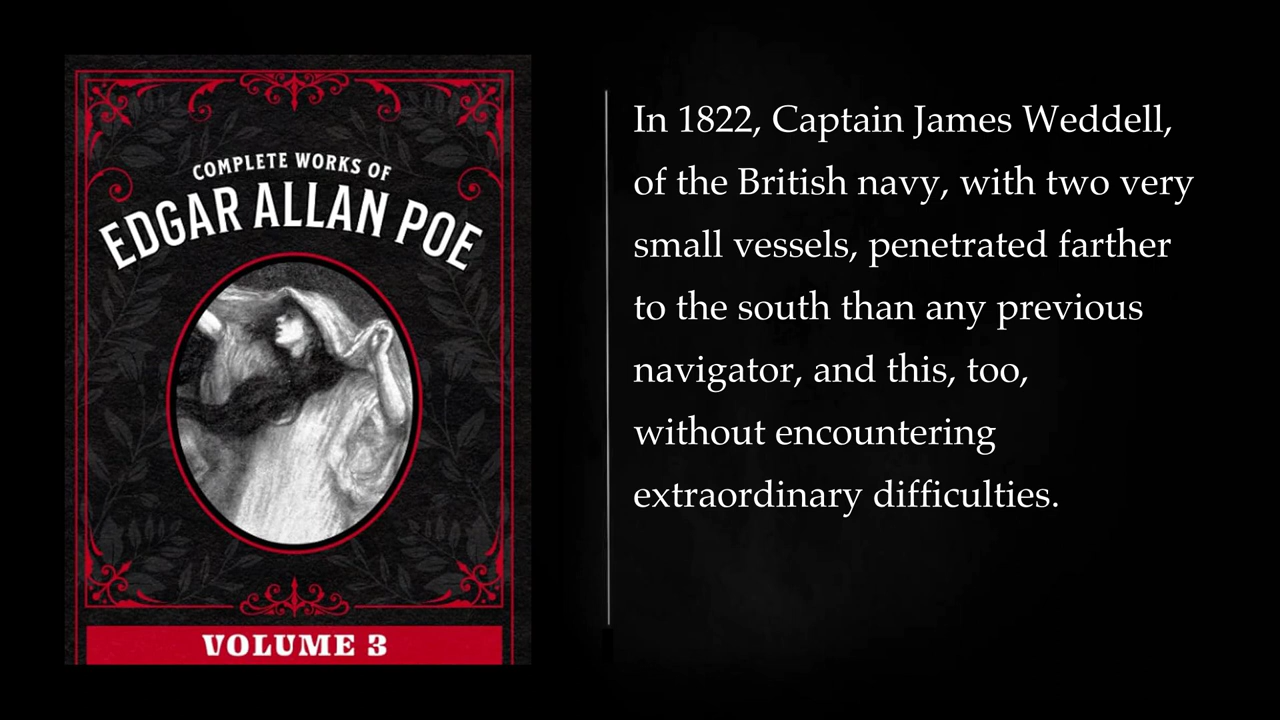 COMPLETE WORKS OF
EDGAR ALLAN POE
VOLUME 3
In 1822, Captain James Weddell,
of the British navy, with two very
small vessels, penetrated farther
to the south than any previous
navigator, and this, too,
without encountering
extraordinary difficulties.